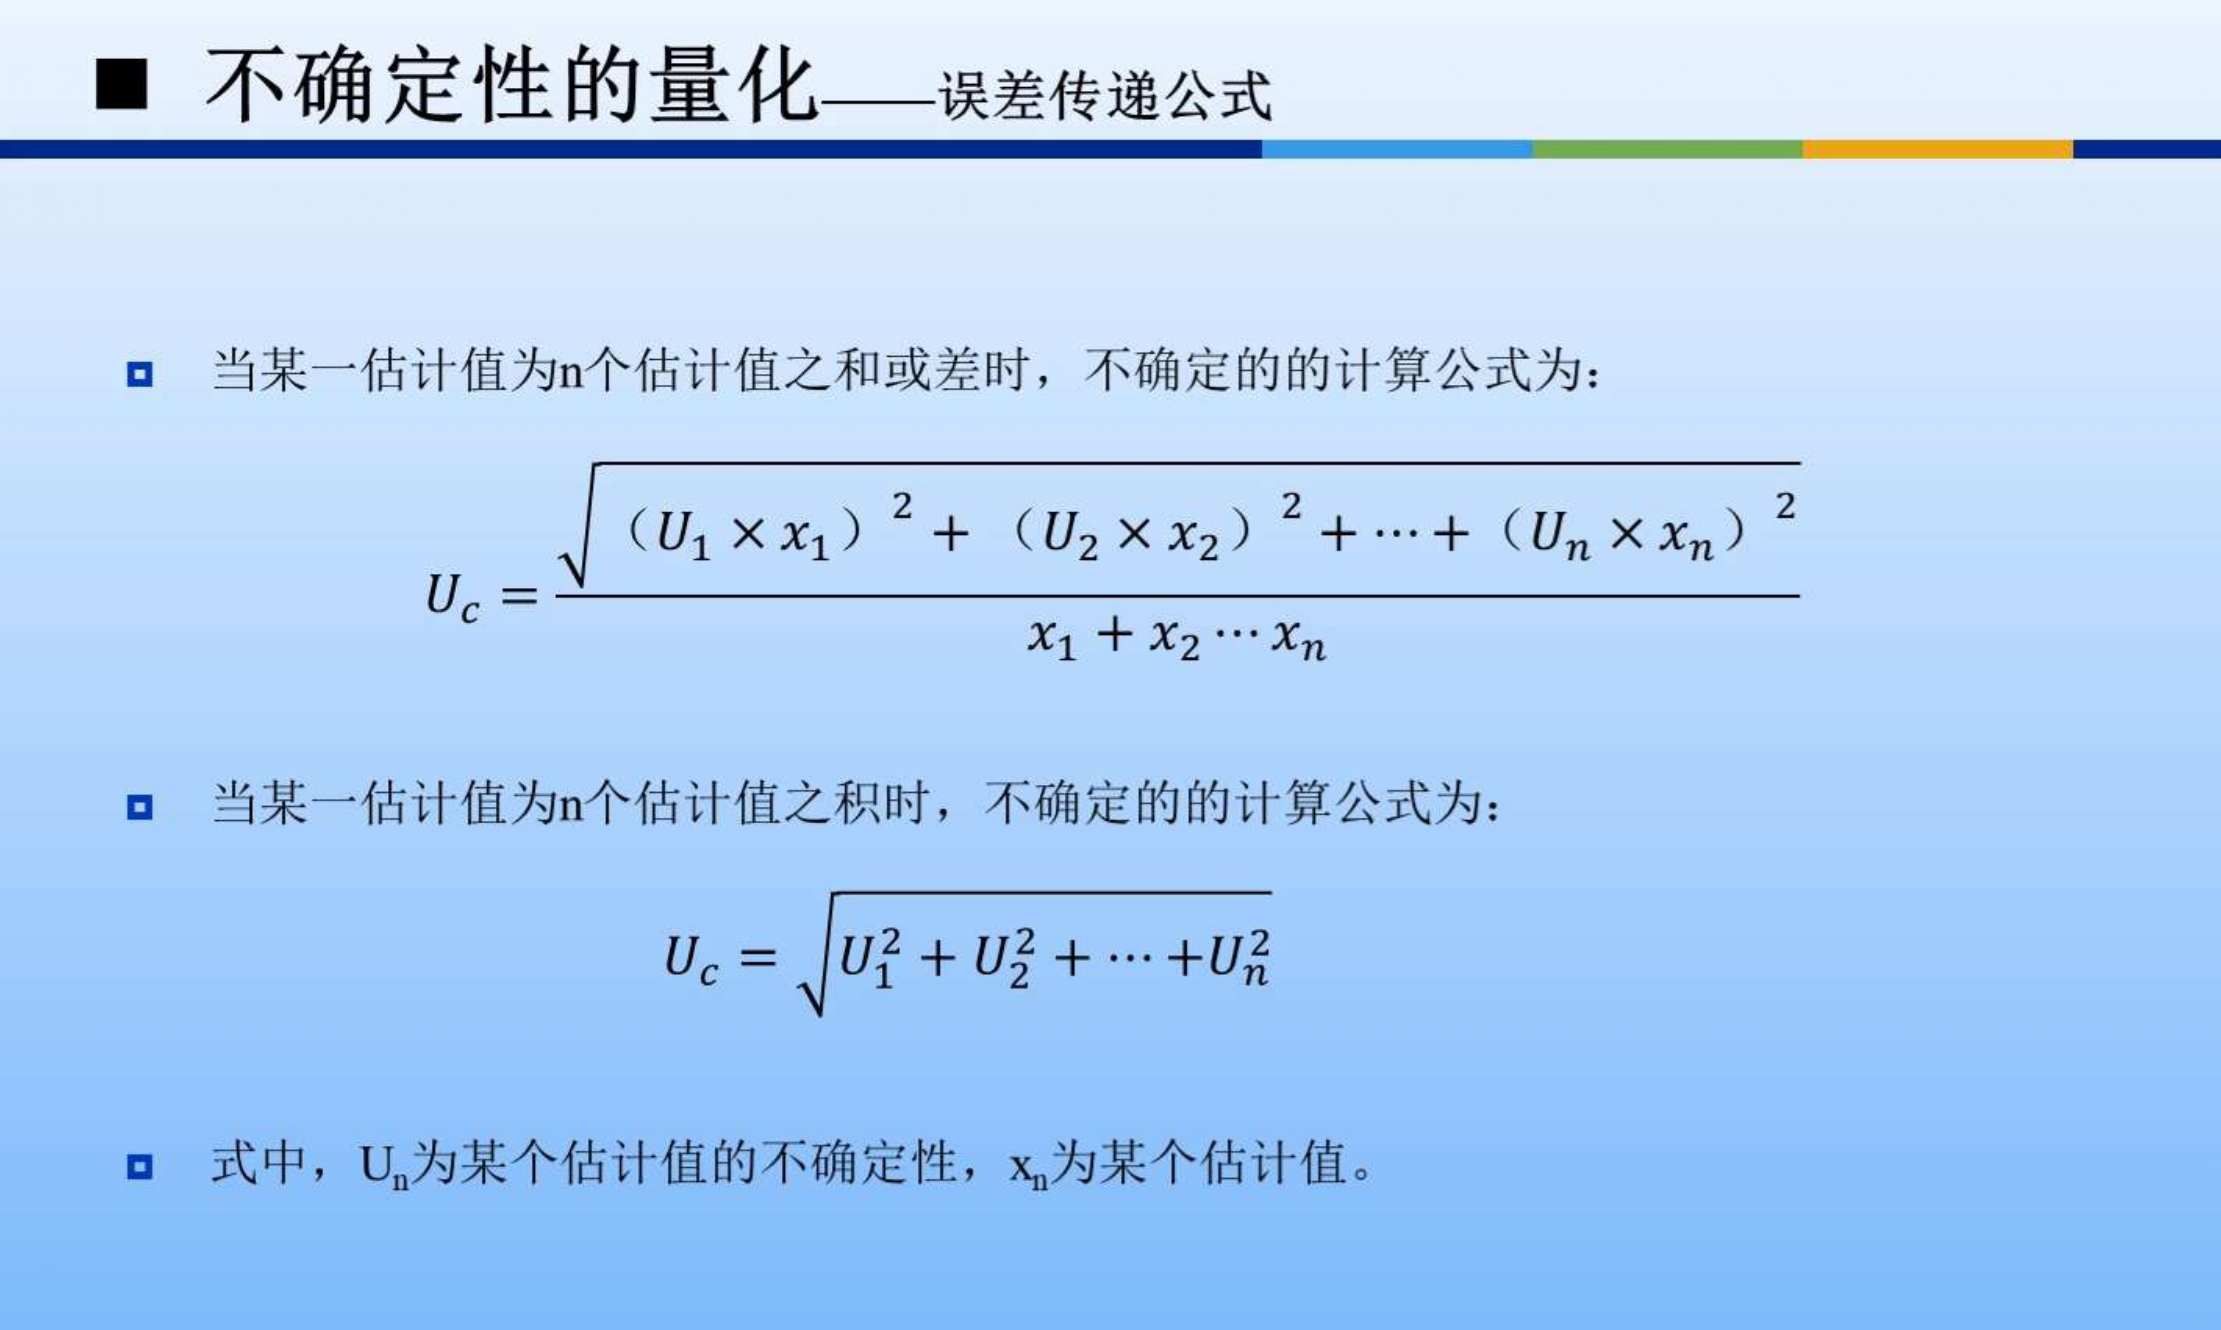 ■ 不确定性的量化——误差传递公式
当某一估计值为n个估计值之和或差时，不确定的的计算公式为：
$U_c = \frac{\sqrt{（U_1 \times x_1）^2 + （U_2 \times x_2）^2 + \cdots + （U_n \times x_n）^2}}{x_1 + x_2 \cdots x_n}$
当某一估计值为n个估计值之积时，不确定的的计算公式为：
$U_c = \sqrt{U_1^2 + U_2^2 + \cdots + U_n^2}$
式中，Uₙ为某个估计值的不确定性，xₙ为某个估计值。